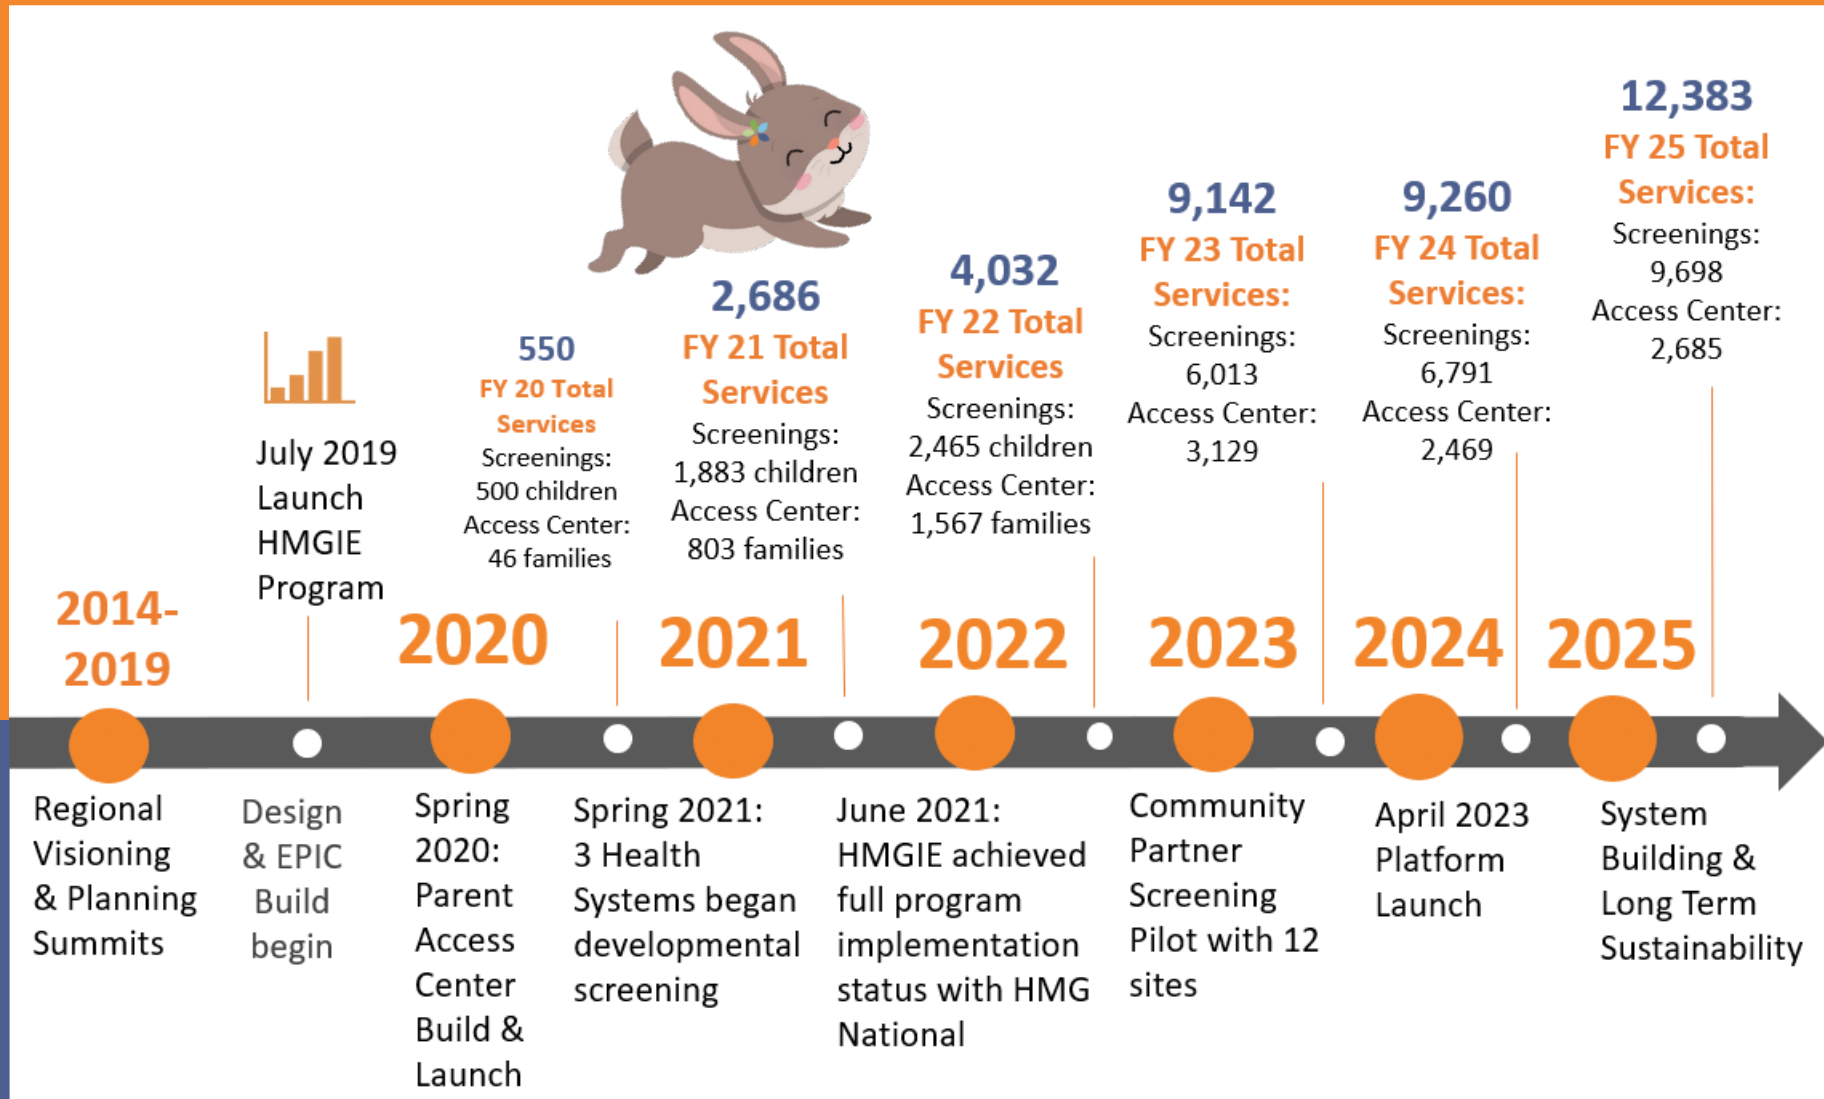 2014-
2019
Regional
Visioning
& Planning
Summits
July 2019
Launch
HMGIE
Program
Design
& EPIC
Build
begin
2020
Spring
2020:
Parent
Access
Center
Build &
Launch
550
FY 20 Total
Services
Screenings:
500 children
Access Center:
46 families
Spring 2021:
3 Health
Systems began
developmental
screening
2021
2,686
FY 21 Total
Services
Screenings:
1,883 children
Access Center:
803 families
June 2021:
HMGIE achieved
full program
implementation
status with HMG
National
2022
4,032
FY 22 Total
Services
Screenings:
2,465 children
Access Center:
1,567 families
2023
Community
Partner
Screening
Pilot with 12
sites
9,142
FY 23 Total
Services:
Screenings:
6,013
Access Center:
3,129
2024
April 2023
Platform
Launch
9,260
FY 24 Total
Services:
Screenings:
6,791
Access Center:
2,469
2025
System
Building &
Long Term
Sustainability
12,383
FY 25 Total
Services:
Screenings:
9,698
Access Center:
2,685